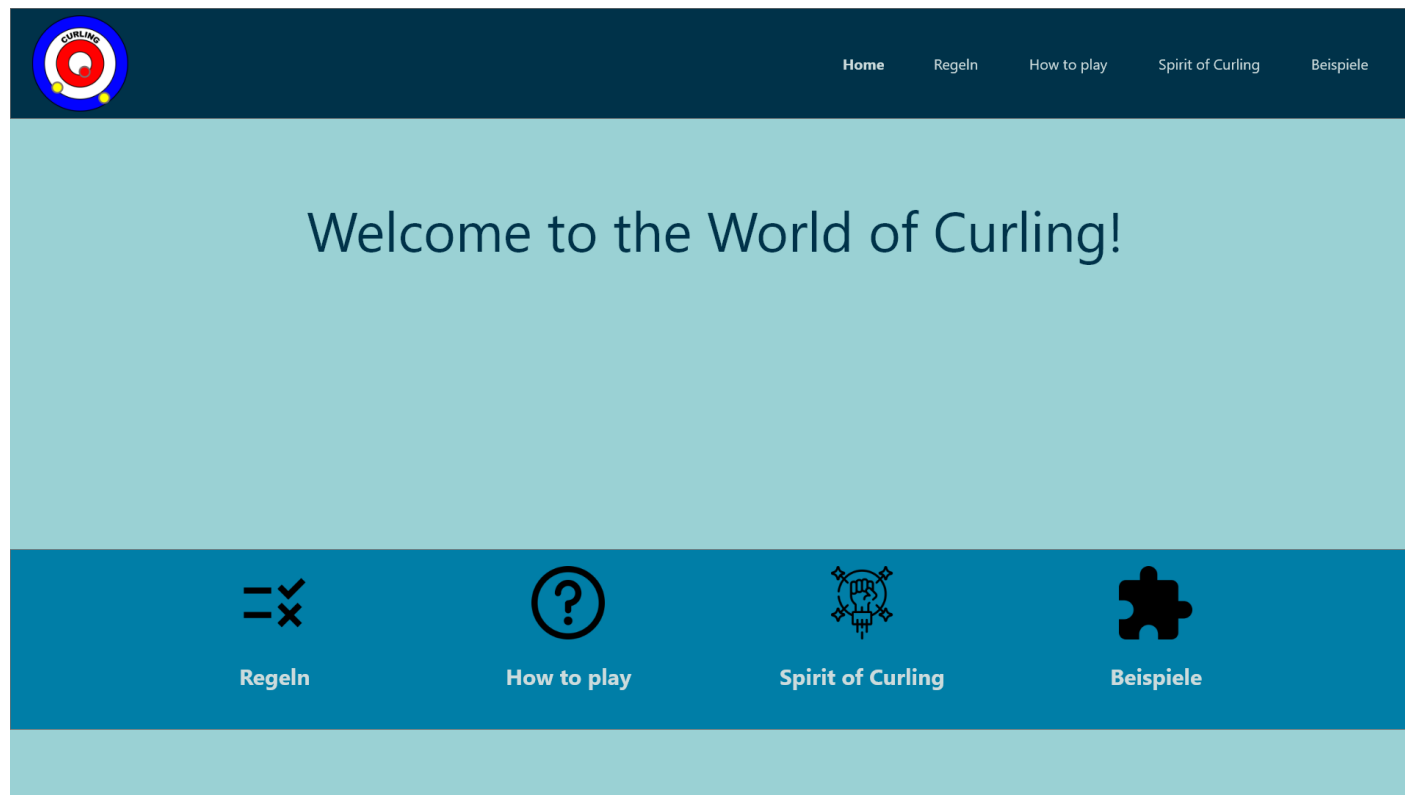 CURLING
Home Regeln How to play Spirit of Curling Beispiele
Welcome to the World of Curling!
Regeln How to play Spirit of Curling Beispiele